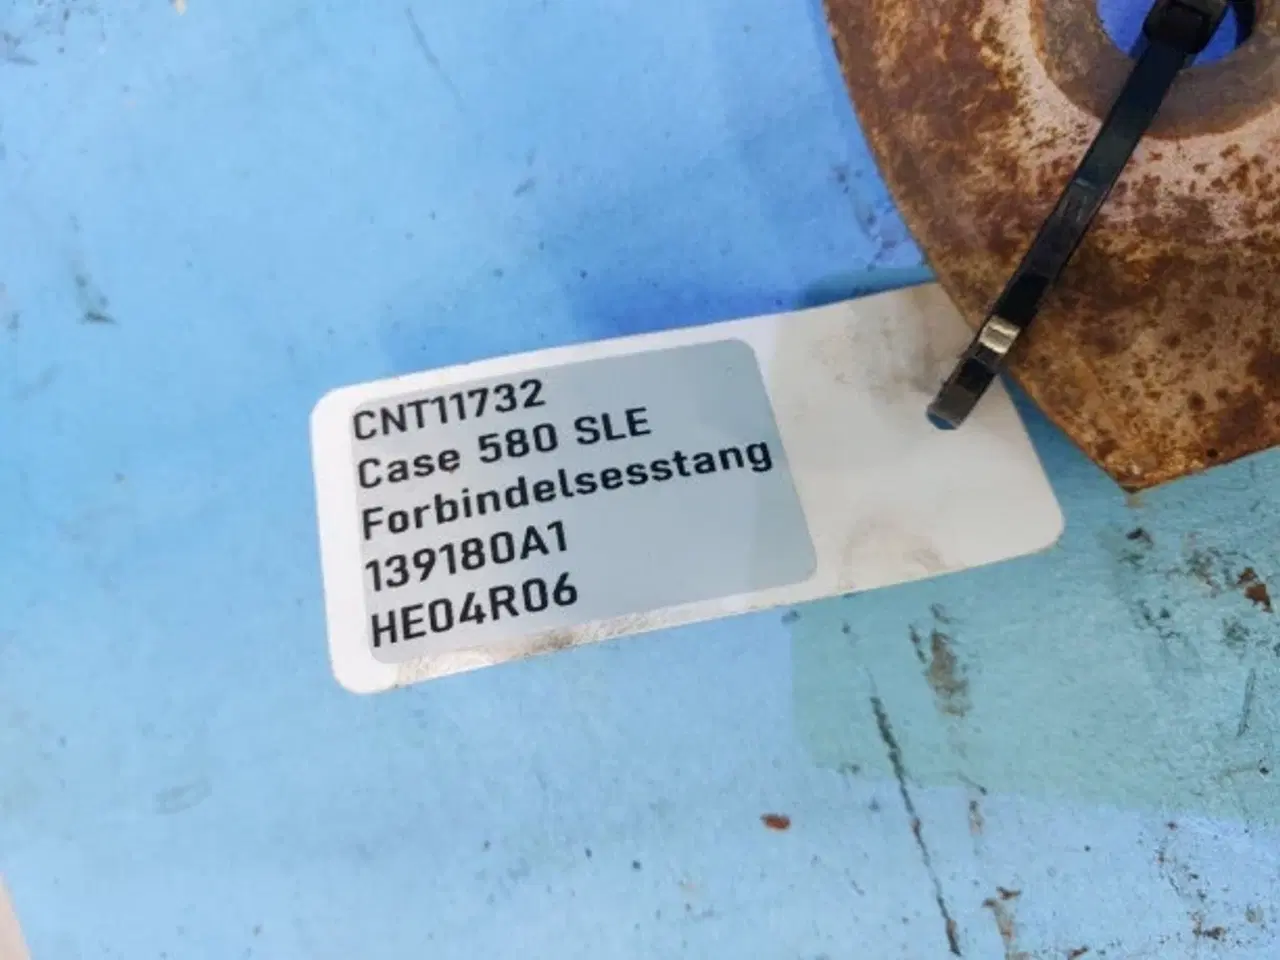 CNT11732
Case 580 SLE
Forbindelsesstang
139180A1
HE04R06